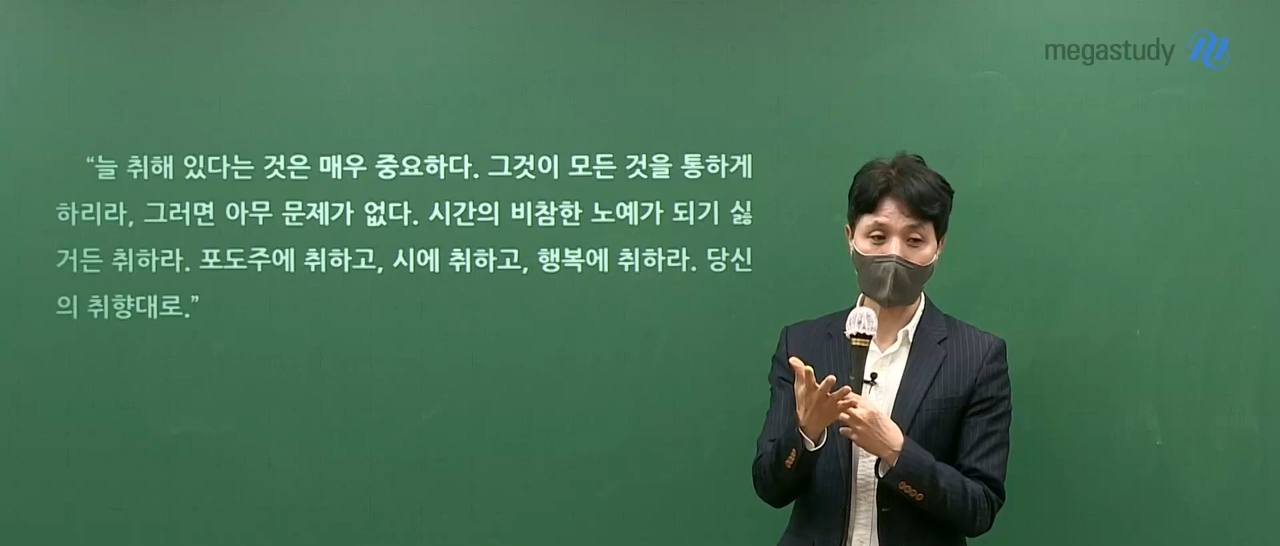 megastudy
“늘 취해 있다는 것은 매우 중요하다. 그것이 모든 것을 통하게
하리라, 그러면 아무 문제가 없다. 시간의 비참한 노예가 되기 싫
거든 취하라. 포도주에 취하고, 시에 취하고, 행복에 취하라. 당신
의 취향대로.”